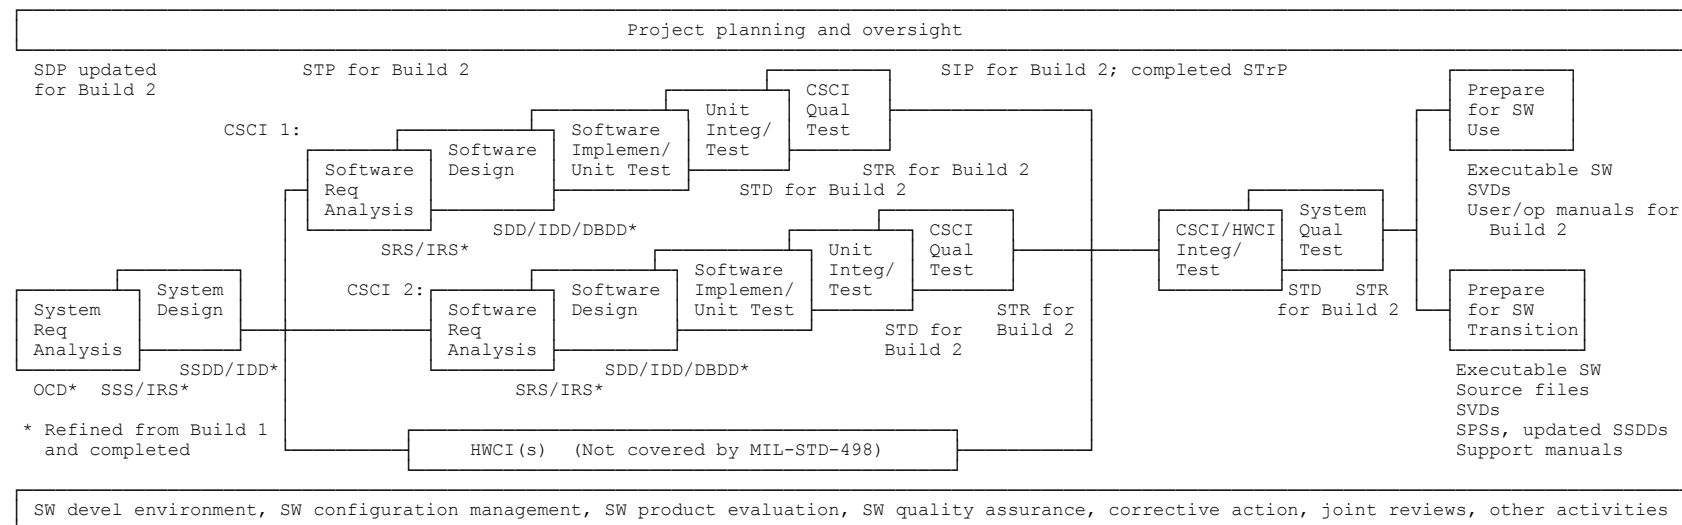 Project planning and oversight
SDP updated
for Build 2
STP for Build 2
SIP for Build 2; completed STrP
CSCI 1:
Software
Req
Analysis
SRS/IRS*
Software
Design
SDD/IDD/DBDD*
Software
Implemen/
Unit Test
Unit
Integ/
Test
STD for Build 2
CSCI
Qual
Test
STR for Build 2
System
Req
Analysis
OCD* SSS/IRS*
System
Design
SSDD/IDD*
CSCI 2:
Software
Req
Analysis
SRS/IRS*
Software
Design
SDD/IDD/DBDD*
Software
Implemen/
Unit Test
Unit
Integ/
Test
STD for
Build 2
CSCI
Qual
Test
STR for
Build 2
* Refined from Build 1
and completed
HWCI(s) (Not covered by MIL-STD-498)
CSCI/HWCI
Integ/
Test
System
Qual
Test
STD STR
for Build 2
Prepare
for SW
Use
Executable SW
SVDs
User/op manuals for
Build 2
Prepare
for SW
Transition
Executable SW
Source files
SVDs
SPSs, updated SSDDs
Support manuals
SW devel environment, SW configuration management, SW product evaluation, SW quality assurance, corrective action, joint reviews, other activities